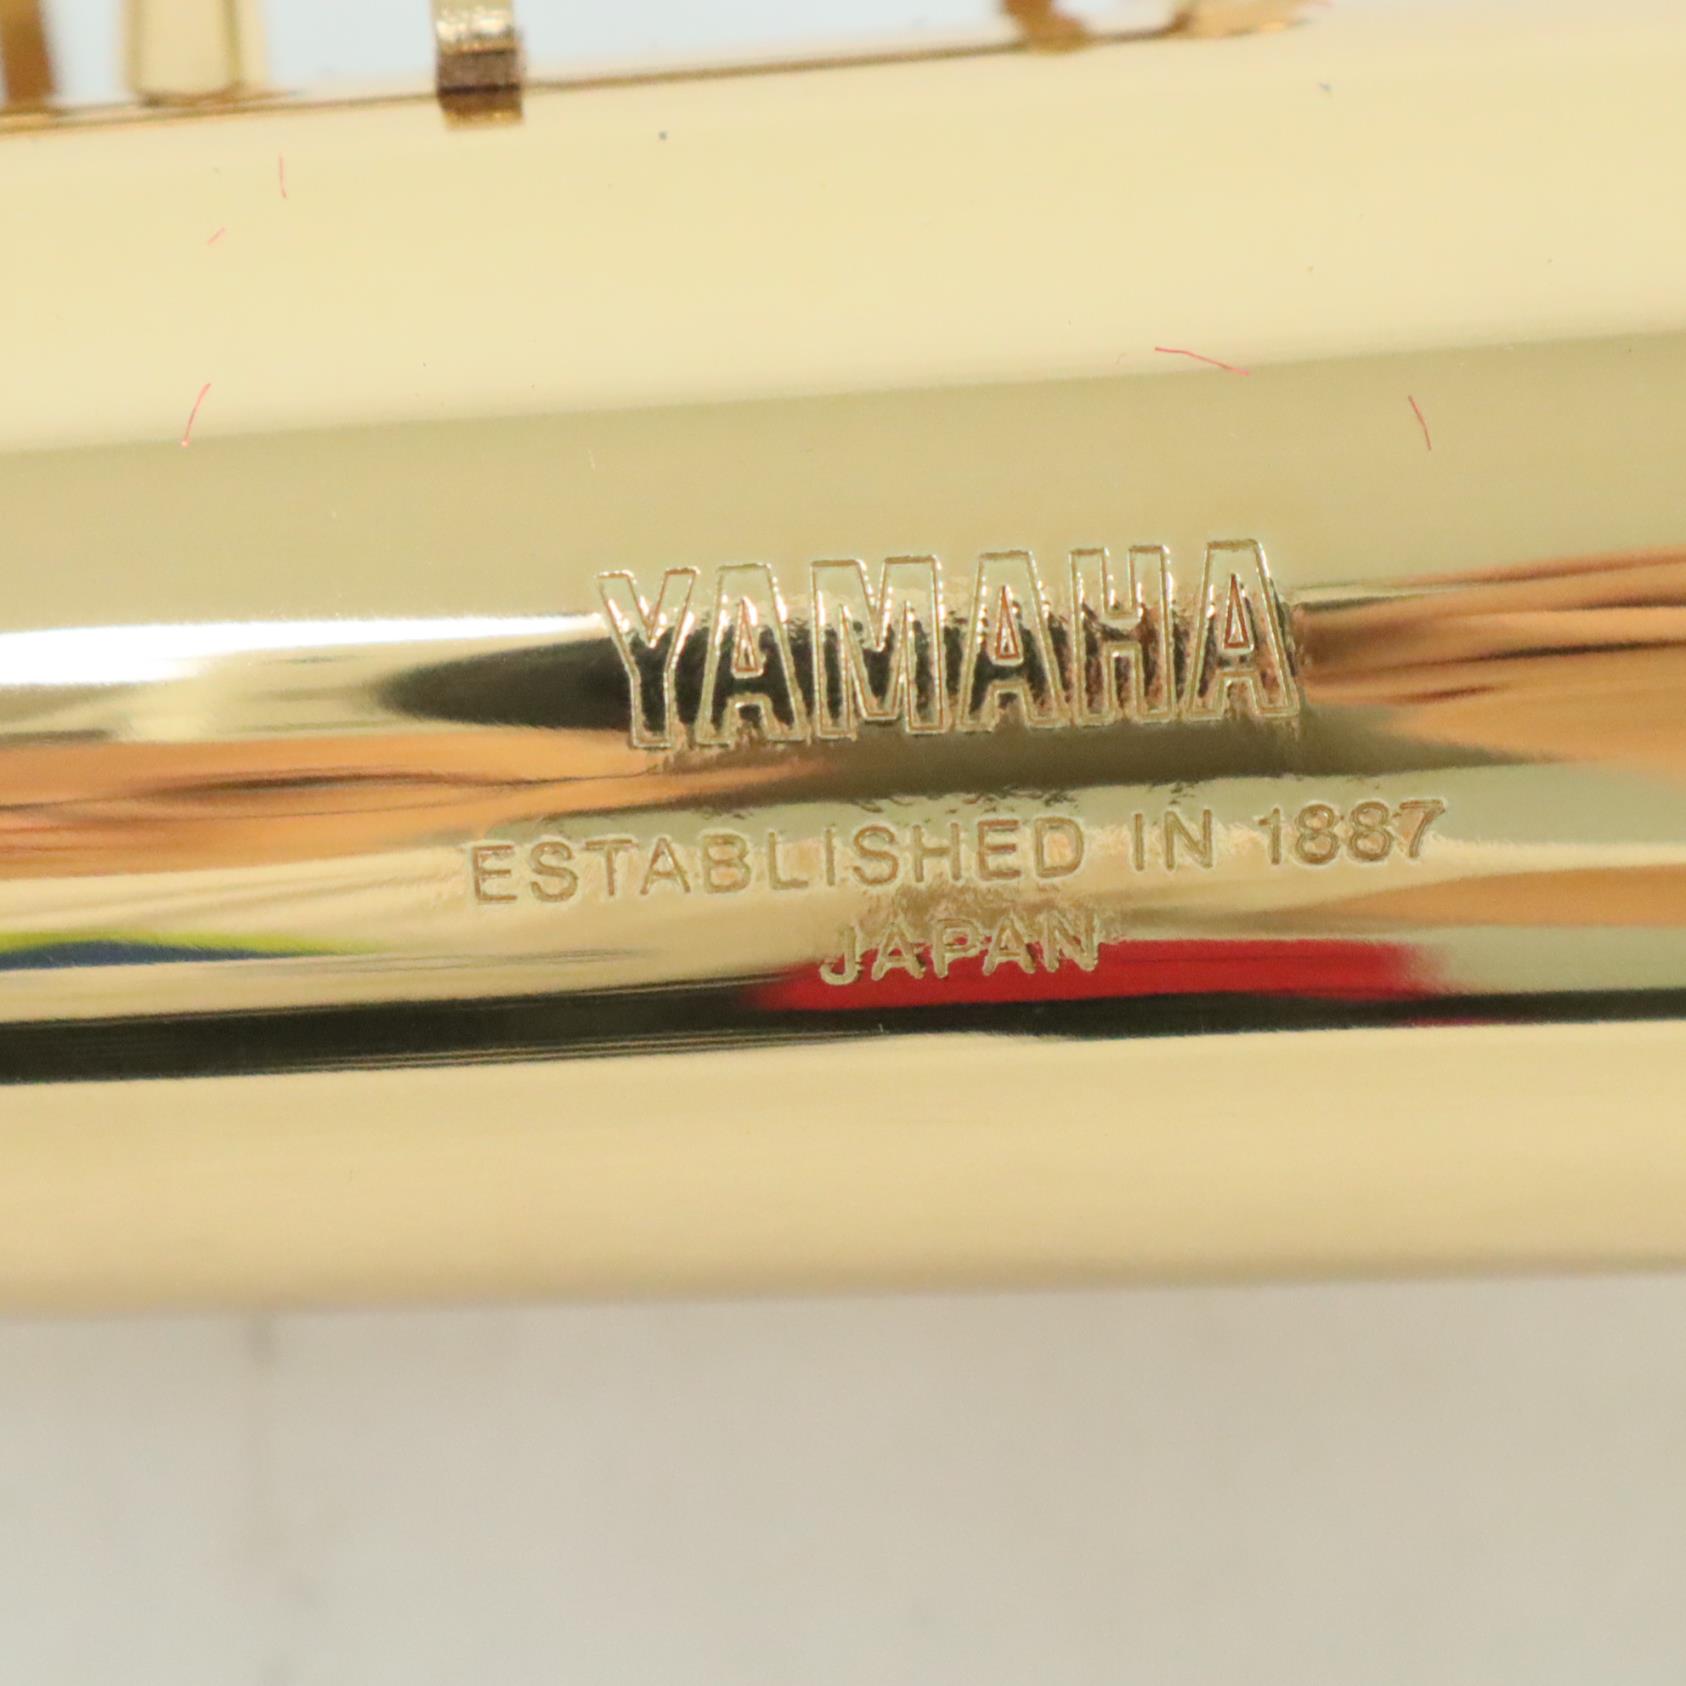 YAMAHA
ESTABLISHED IN 1887
JAPAN